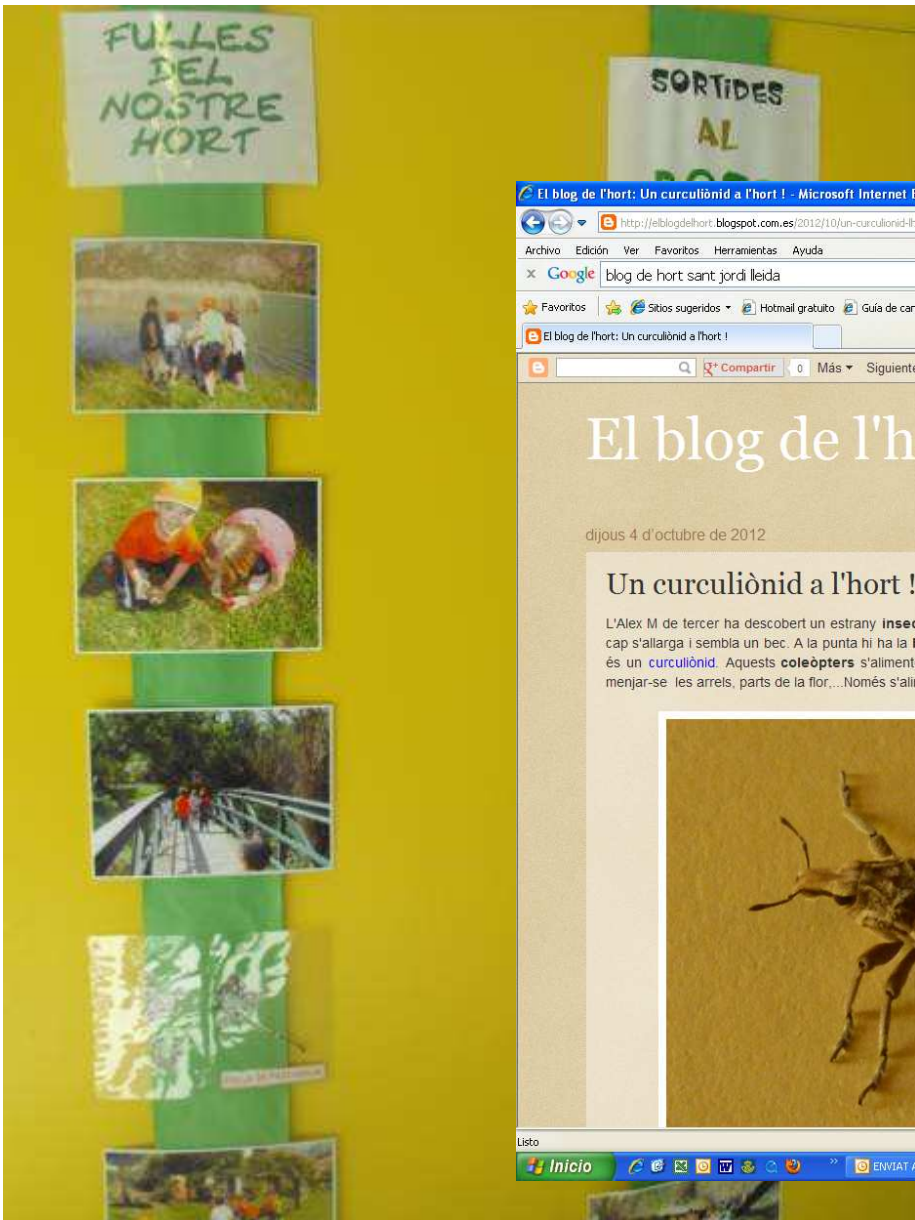 FULLES
DEL
NOSTRE
HORT
SORTIDES
AL
El blog de l'hort: Un curculiònid a l'hort ! - Microsoft Internet E
http://elblogdelhort.blogspot.com.es/2012/10/un-curculionid-lh
Archivo Edición Ver Favoritos Herramientas Ayuda
x Google blog de hort sant jordi lleida
Favoritos Sitios sugeridos Hotmail gratuito Guía de car
El blog de l'hort: Un curculiònid a l'hort !
g+ Compartir 0 Más Siguiente
El blog de l'h
dijous 4 d'octubre de 2012
Un curculiònid a l'hort !
L'Alex M de tercer ha descobert un estrany insec
cap s'allarga i sembla un bec. A la punta hi ha la
és un curculiònid. Aquests coleòpters s'aliment
menjar-se les arrels, parts de la flor,...Només s'ali
Listo
Inicio W » ENVIAT A